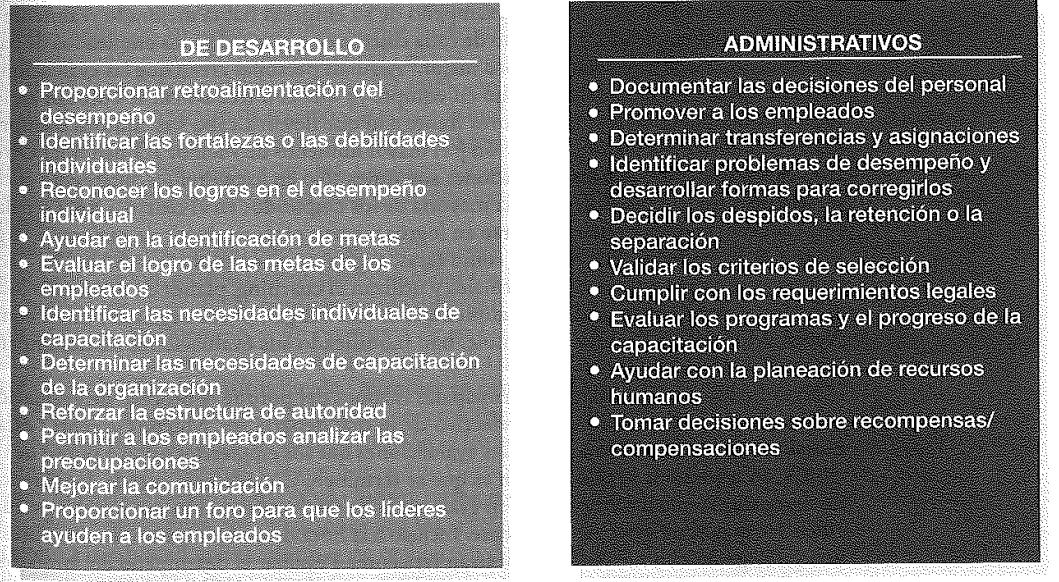 DE DESARROLLO
• Proporcionar retroalimentación del
desempeño
• Identificar las fortalezas o las debilidades
individuales
• Reconocer los logros en el desempeño
individual
• Ayudar en la identificación de metas
• Evaluar el logro de las metas de los
empleados
• Identificar las necesidades individuales de
capacitación
• Determinar las necesidades de capacitación
de la organización
• Reforzar la estructura de autoridad
• Permitir a los empleados analizar las
preocupaciones
• Mejorar la comunicación
• Proporcionar un foro para que los líderes
ayuden a los empleados
ADMINISTRATIVOS
• Documentar las decisiones del personal
• Promover a los empleados
• Determinar transferencias y asignaciones
• Identificar problemas de desempeño y
desarrollar formas para corregirlos
• Decidir los despidos, la retención o la
separación
• Validar los criterios de selección
• Cumplir con los requerimientos legales
• Evaluar los programas y el progreso de la
capacitación
• Ayudar con la planeación de recursos
humanos
• Tomar decisiones sobre recompensas/
compensaciones